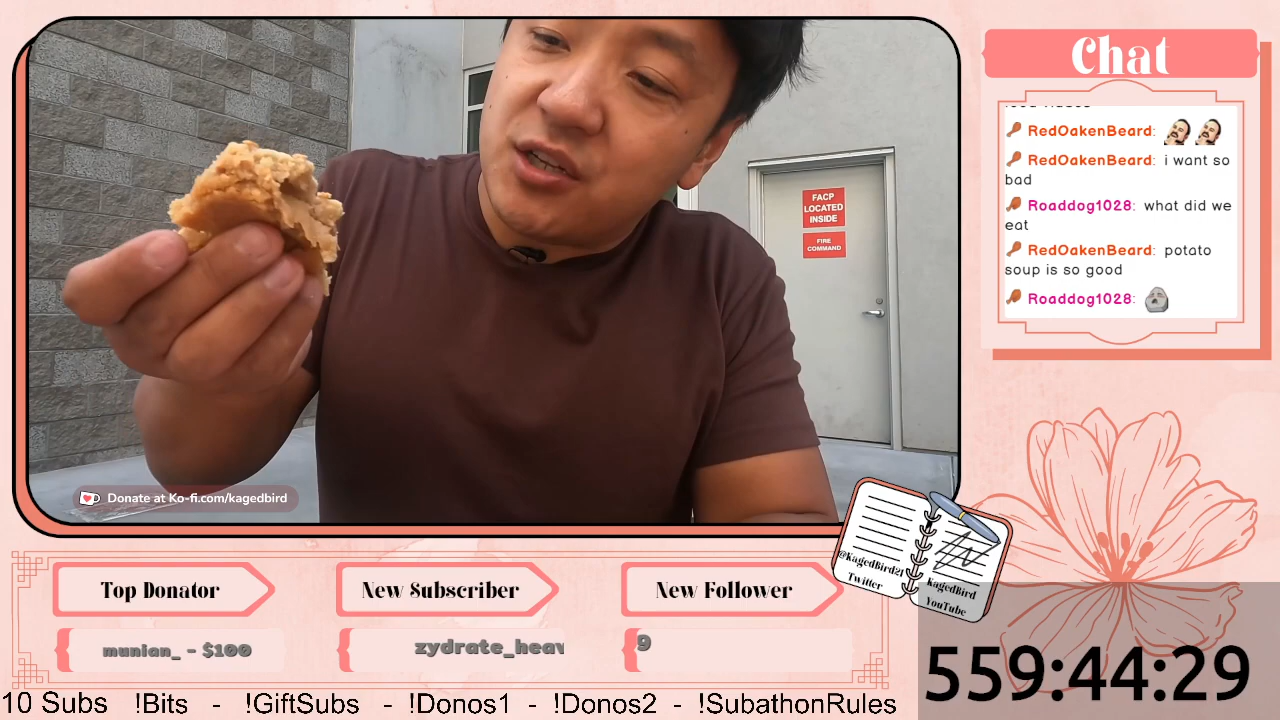 Chat
RedOakenBeard:
RedOakenBeard: i want so
bad
Roaddog1028: what did we
eat
RedOakenBeard: potato
soup is so good
Roaddog1028:
FACP
LOCATED
INSIDE
FIRE
COMMAND
Donate at Ko-fi.com/kagedbird
@KagedBird21
Twitter
KagedBird
YouTube
Top Donator
New Subscriber
New Follower
munian_ - $100
zydrate_heav
9
559:44:29
10 Subs !Bits - !GiftSubs - !Donos1 - !Donos2 - !SubathonRules